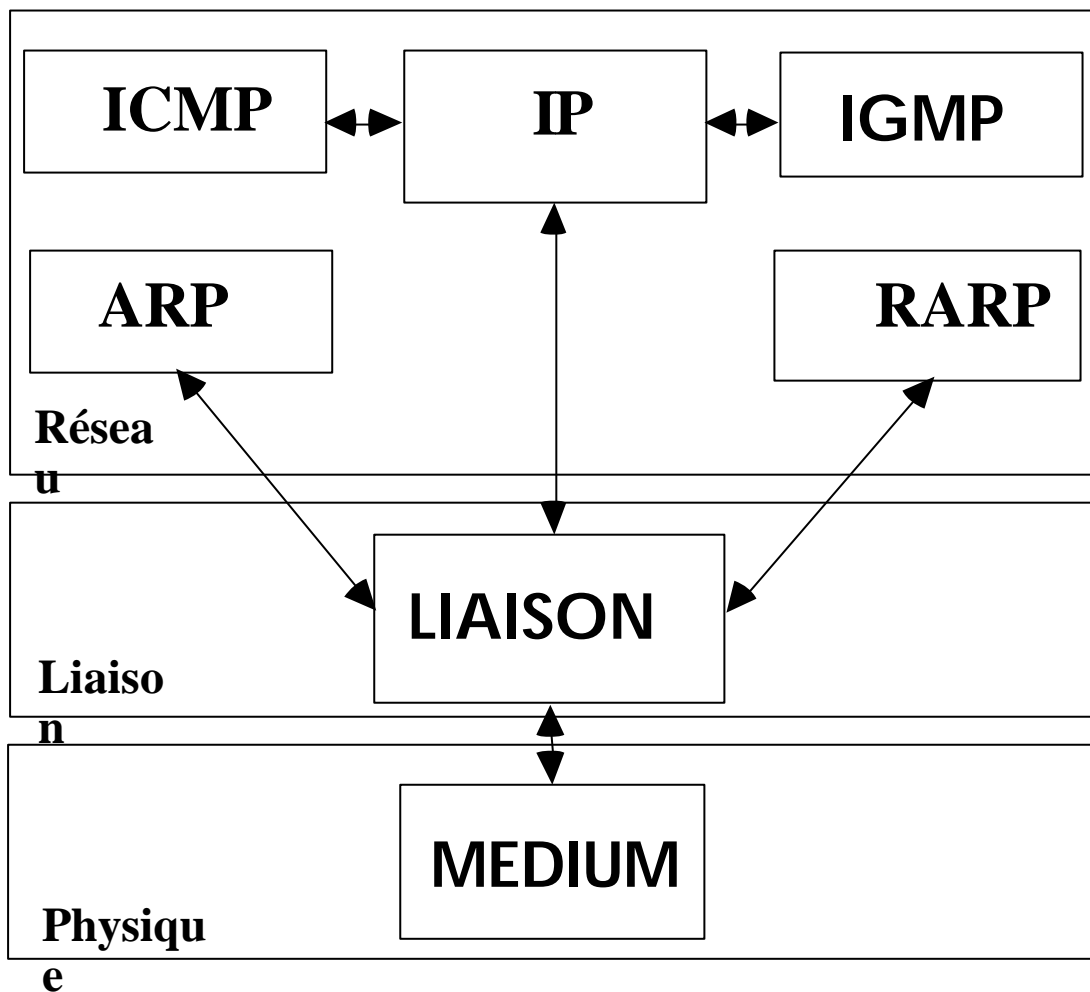 ICMP
IP
IGMP
ARP
RARP
Résea
u
LIAISON
Liaiso
n
MEDIUM
Physiqu
e